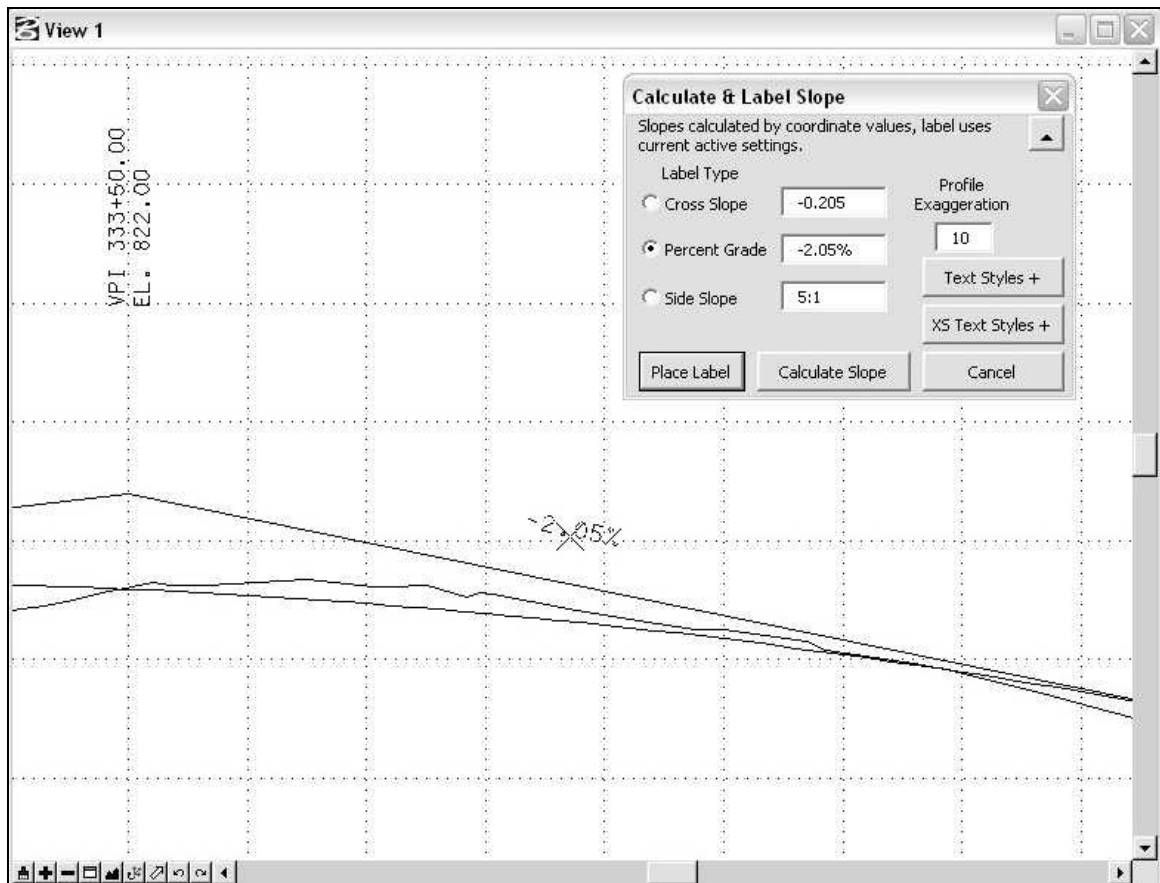 View 1
VPI 333+50.00
EL. 822.00
Calculate & Label Slope
Slopes calculated by coordinate values, label uses
current active settings.
Label Type
Cross Slope
-0.205
Profile
Exaggeration
10
Percent Grade
-2.05%
Side Slope
5:1
Text Styles +
XS Text Styles +
Place Label
Calculate Slope
Cancel
-2.05%